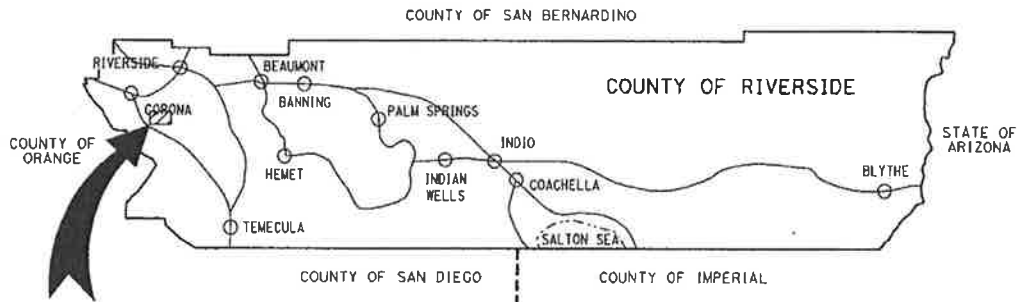 COUNTY OF SAN BERNARDINO
RIVERSIDE
BEAUMONT
COUNTY OF RIVERSIDE
BANNING
CORONA
PALM SPRINGS
COUNTY OF
ORANGE
STATE OF
ARIZONA
INDIO
HEMET
INDIAN
WELLS
COACHELLA
BLYTHE
TEMECULA
SALTON SEA
COUNTY OF SAN DIEGO
COUNTY OF IMPERIAL